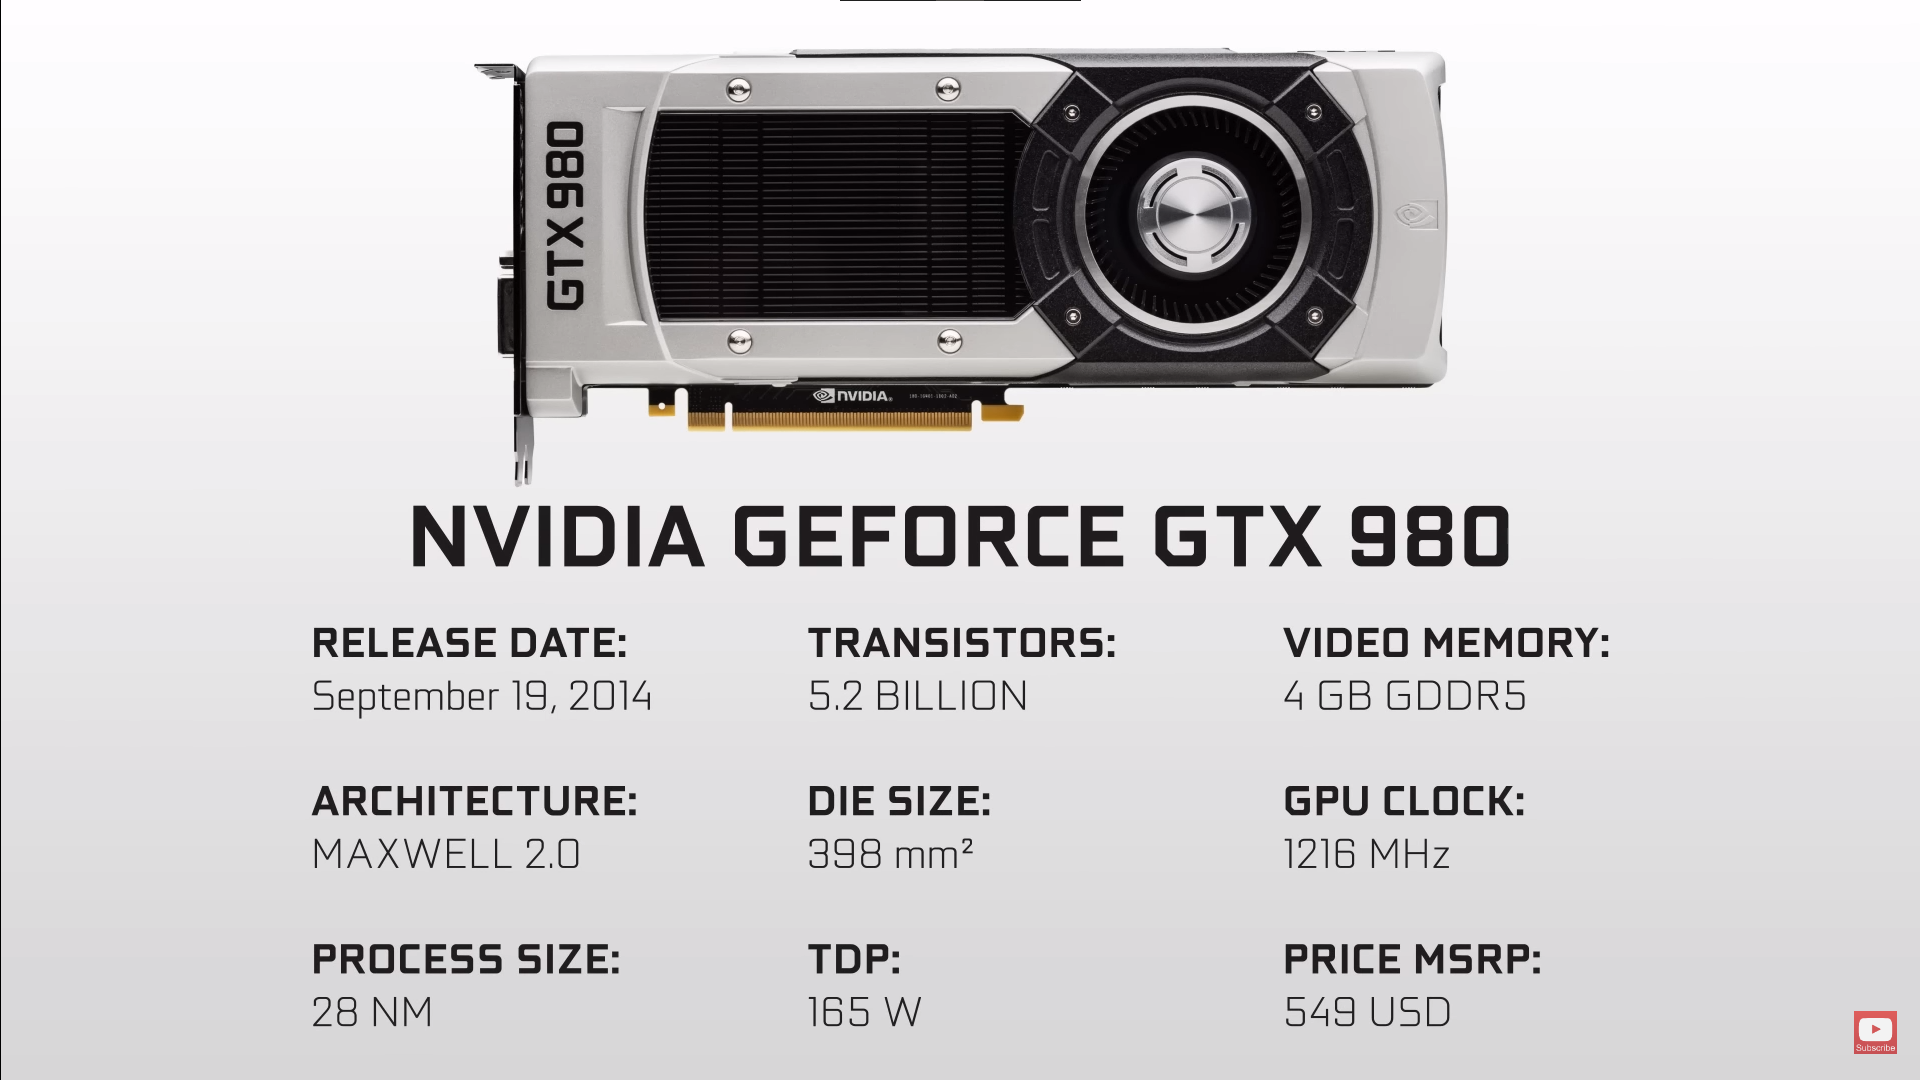 GTX 980
NVIDIA
NVIDIA GEFORCE GTX 980
RELEASE DATE:
September 19, 2014
TRANSISTORS:
5.2 BILLION
VIDEO MEMORY:
4 GB GDDR5
ARCHITECTURE:
MAXWELL 2.0
DIE SIZE:
398 mm²
GPU CLOCK:
1216 MHz
PROCESS SIZE:
28 NM
TDP:
165 W
PRICE MSRP:
549 USD
Subscribe